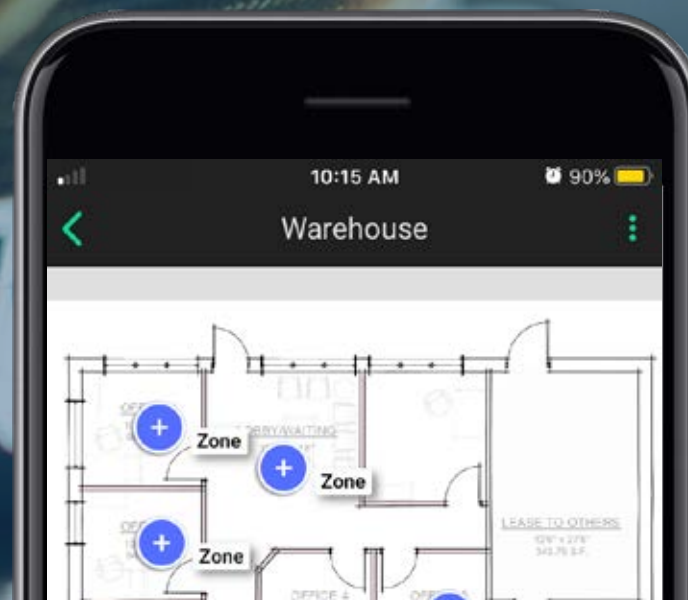 10:15 AM
90%
Warehouse
Zone
LOBBY/WAITING
Zone
LEASE TO OTHERS
Zone
OFFICE 4